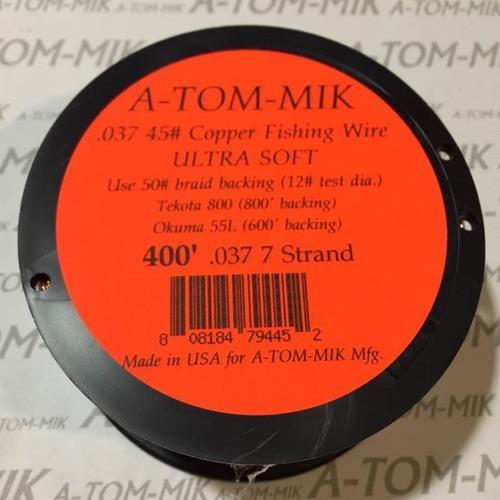 A-TOM-MIK
.037 45# Copper Fishing Wire
ULTRA SOFT
Use 50# braid backing (12# test dia.)
Tekota 800 (800' backing)
Okuma 55L (600' backing)
400' .037 7 Strand
8 08184 79445 2
Made in USA for A-TOM-MIK Mfg.